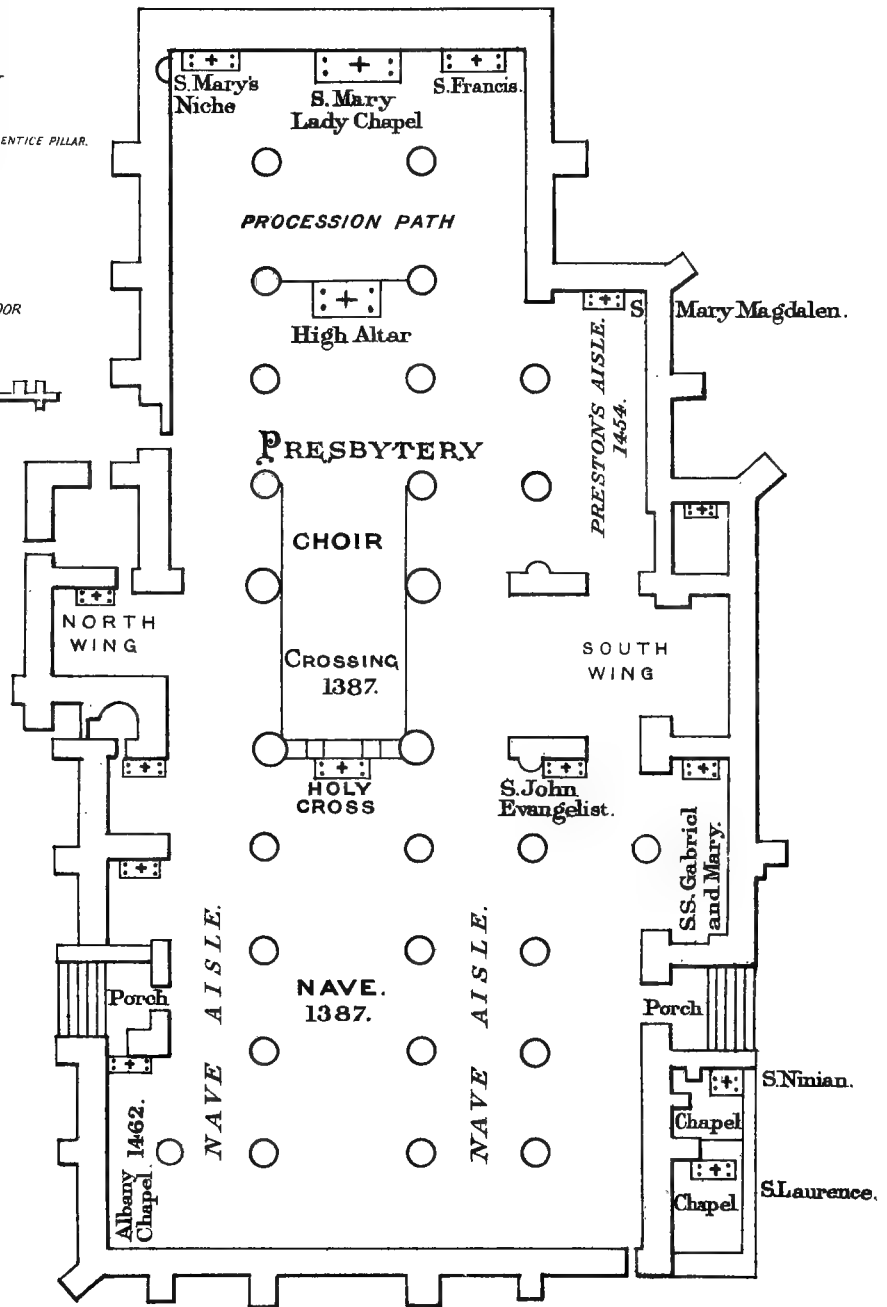 S. Mary's
Niche
S. Mary
Lady Chapel
S. Francis.
ENTICE PILLAR.
PROCESSION PATH
OOR
High Altar
S Mary Magdalen.
PRESTON'S AISLE.
1454.
PRESBYTERY
CHOIR
NORTH
WING
CROSSING
1387.
SOUTH
WING
HOLY
CROSS
S. John
Evangelist.
S.S. Gabriel
and Mary.
NAVE AISLE.
NAVE.
1387.
NAVE AISLE.
Porch
Porch
S. Ninian.
Chapel
Albany 1462.
Chapel.
S. Laurence.
Chapel